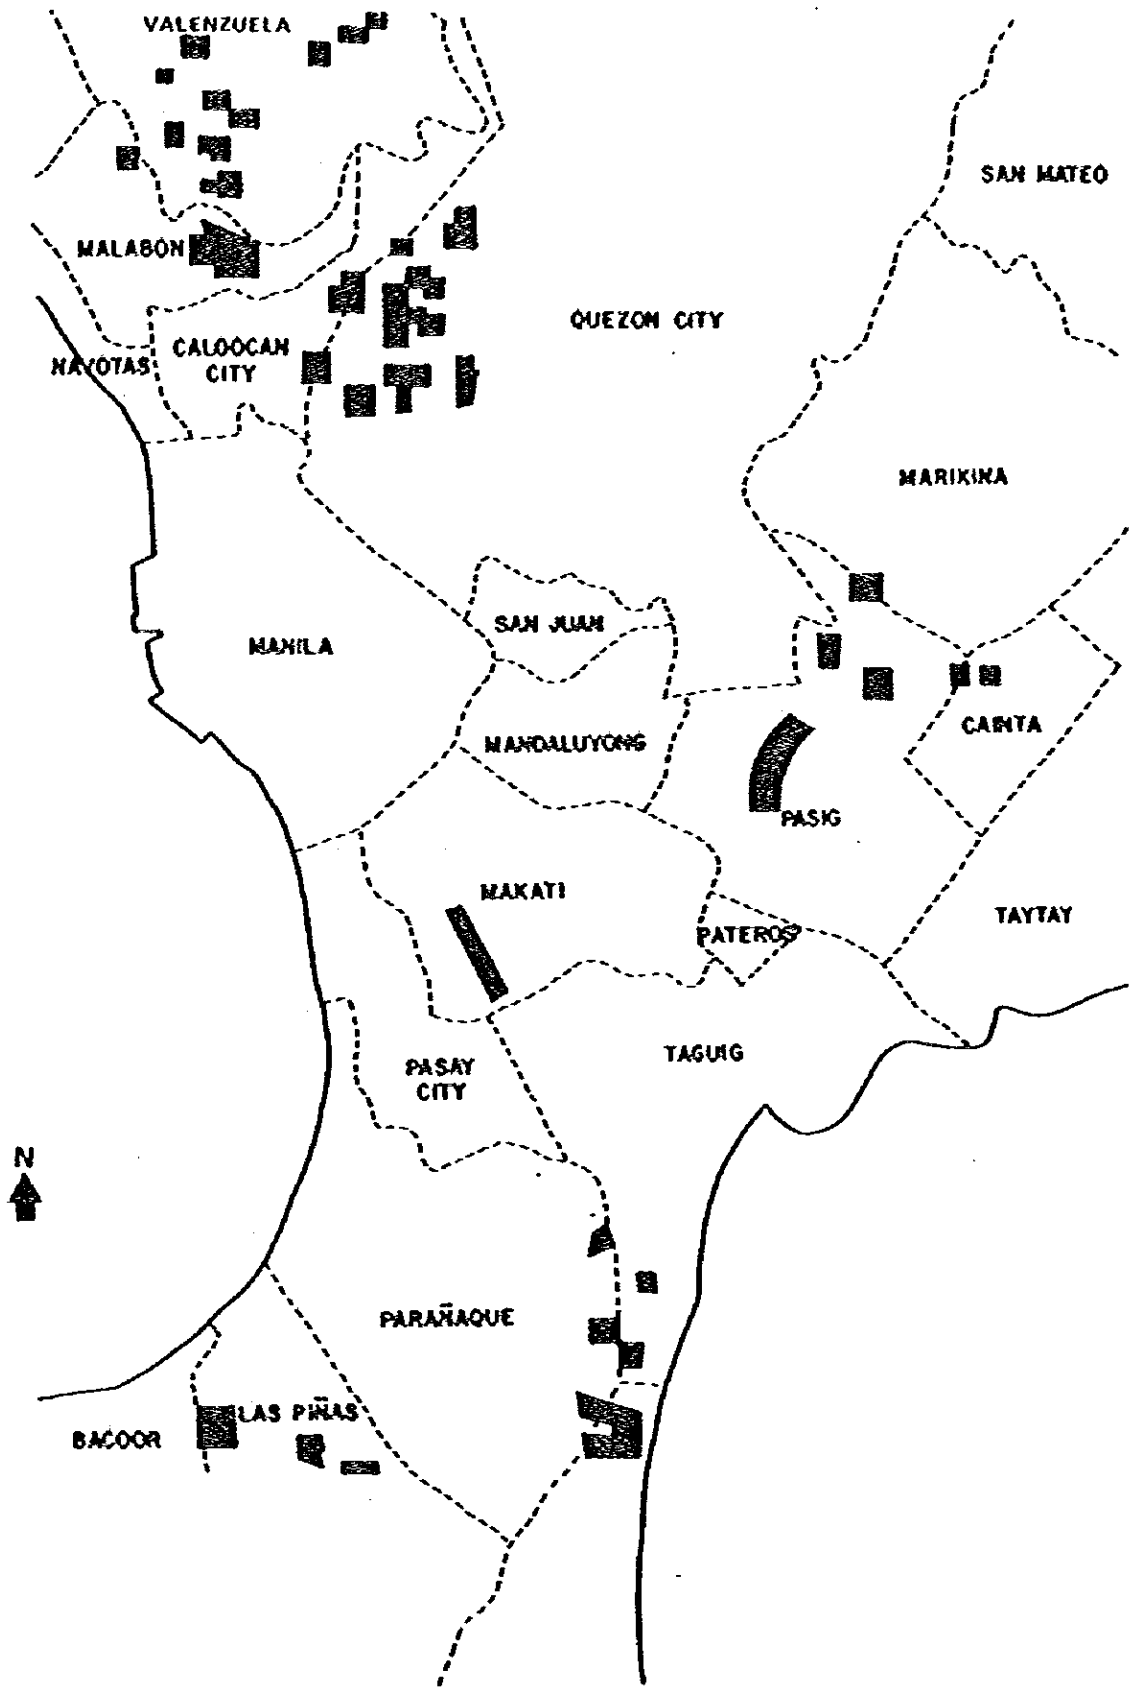 VALENZUELA
SAN MATEO
MALABON
QUEZON CITY
NAVOTAS
CALOOCAN
CITY
MARIKINA
SAN JUAN
MANILA
CAINTA
MANDALUYONG
PASIG
MAKATI
TAYTAY
PATEROS
TAGUIG
PASAY
CITY
N
PARAÑAQUE
LAS PIÑAS
BACOOR